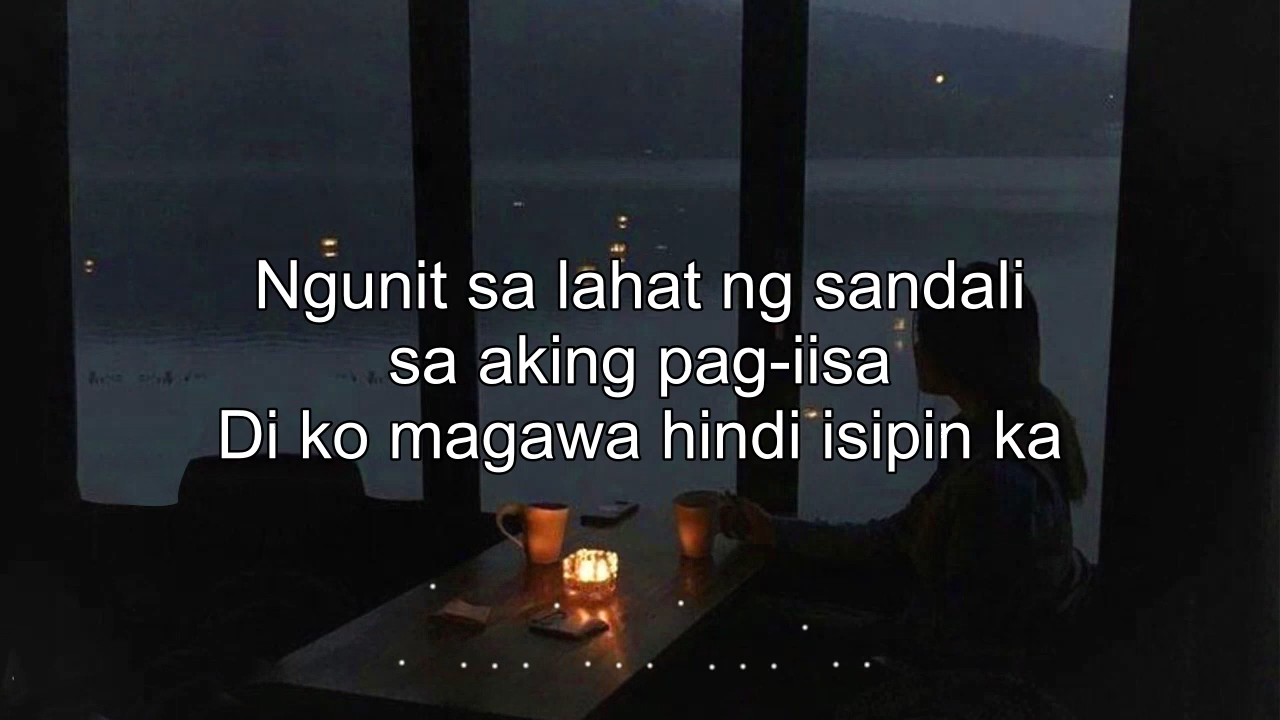 Ngunit sa lahat ng sandali
sa aking pag-iisa
Di ko magawa hindi isipin ka